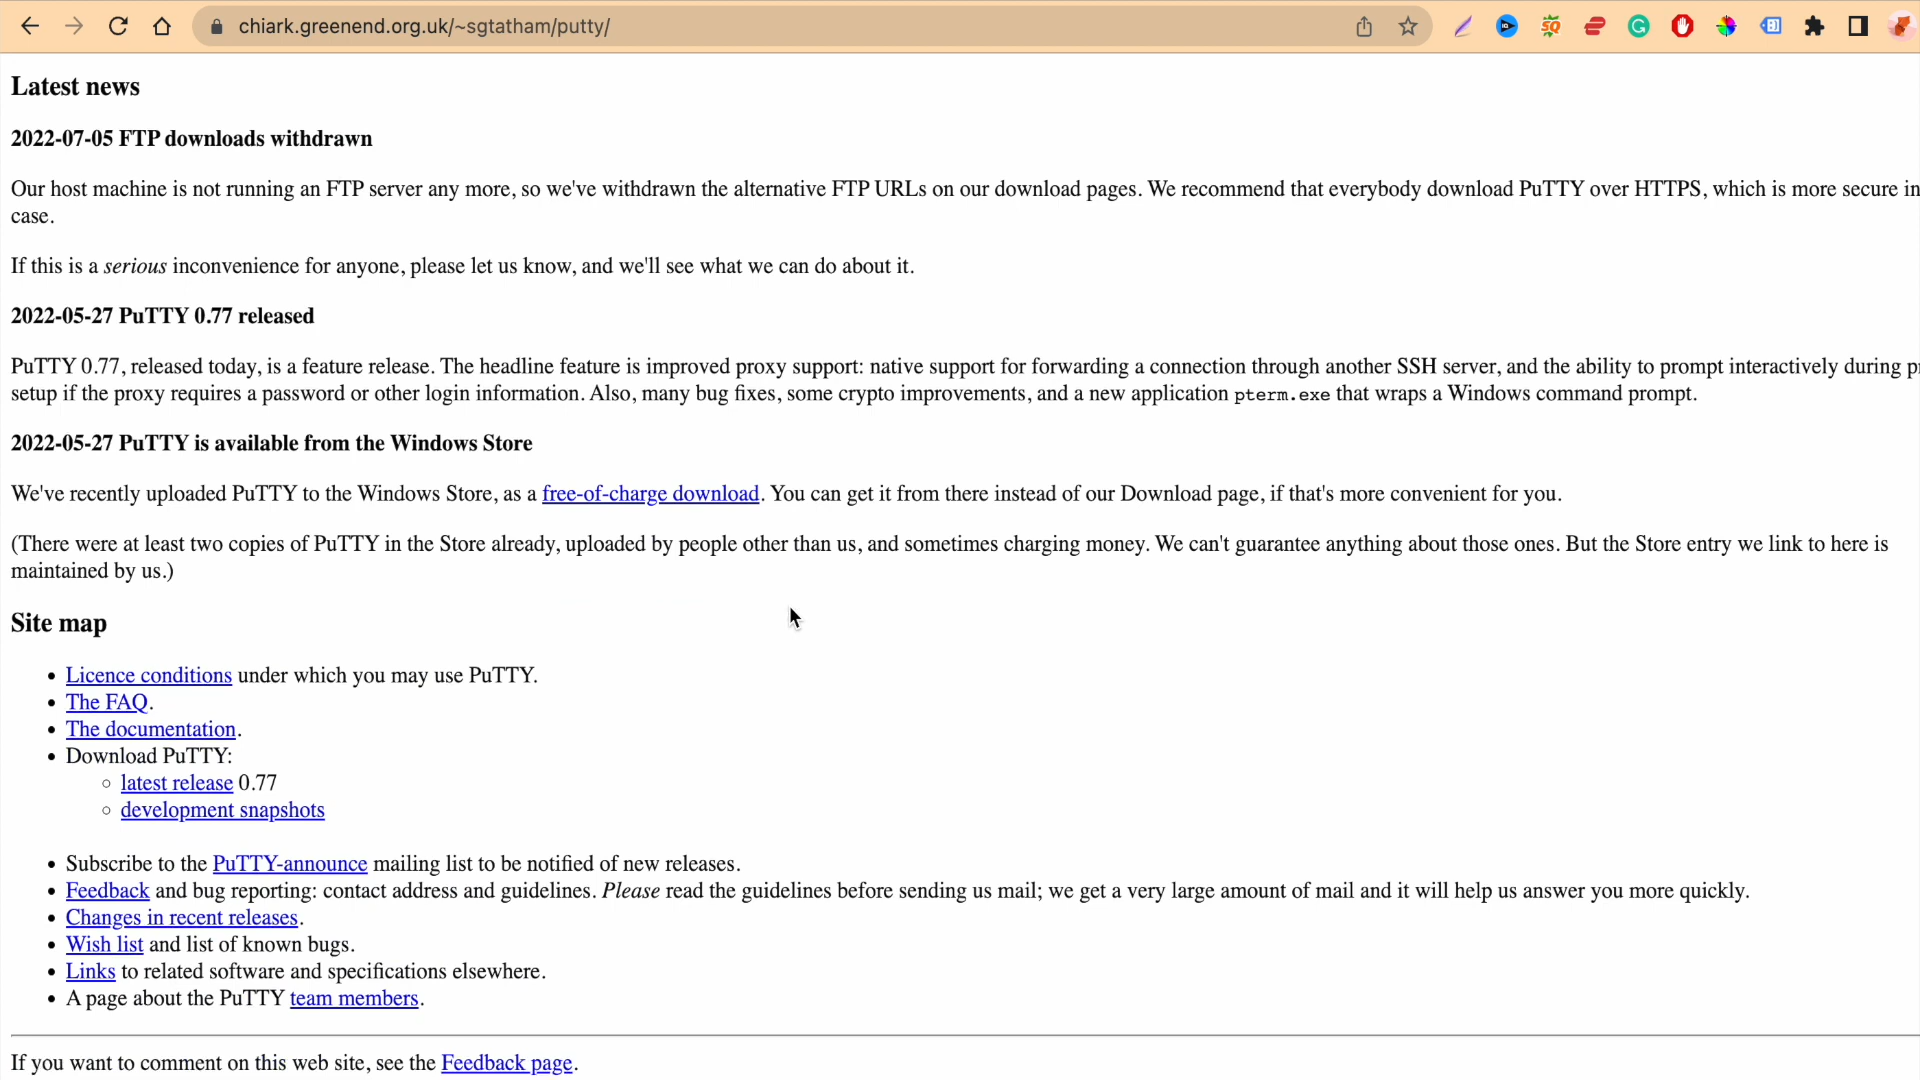 chiark.greenend.org.uk/~sgtatham/putty/
Latest news
2022-07-05 FTP downloads withdrawn
Our host machine is not running an FTP server any more, so we've withdrawn the alternative FTP URLs on our download pages. We recommend that everybody download PuTTY over HTTPS, which is more secure in
case.
If this is a serious inconvenience for anyone, please let us know, and we'll see what we can do about it.
2022-05-27 PuTTY 0.77 released
PuTTY 0.77, released today, is a feature release. The headline feature is improved proxy support: native support for forwarding a connection through another SSH server, and the ability to prompt interactively during
setup if the proxy requires a password or other login information. Also, many bug fixes, some crypto improvements, and a new application pterm.exe that wraps a Windows command prompt.
2022-05-27 PuTTY is available from the Windows Store
We've recently uploaded PuTTY to the Windows Store, as a free-of-charge download. You can get it from there instead of our Download page, if that's more convenient for you.
(There were at least two copies of PuTTY in the Store already, uploaded by people other than us, and sometimes charging money. We can't guarantee anything about those ones. But the Store entry we link to here is
maintained by us.)
Site map
• Licence conditions under which you may use PuTTY.
• The FAQ.
• The documentation.
• Download PuTTY:
◦ latest release 0.77
◦ development snapshots
• Subscribe to the PuTTY-announce mailing list to be notified of new releases.
• Feedback and bug reporting: contact address and guidelines. Please read the guidelines before sending us mail; we get a very large amount of mail and it will help us answer you more quickly.
• Changes in recent releases.
• Wish list and list of known bugs.
• Links to related software and specifications elsewhere.
• A page about the PuTTY team members.
If you want to comment on this web site, see the Feedback page.